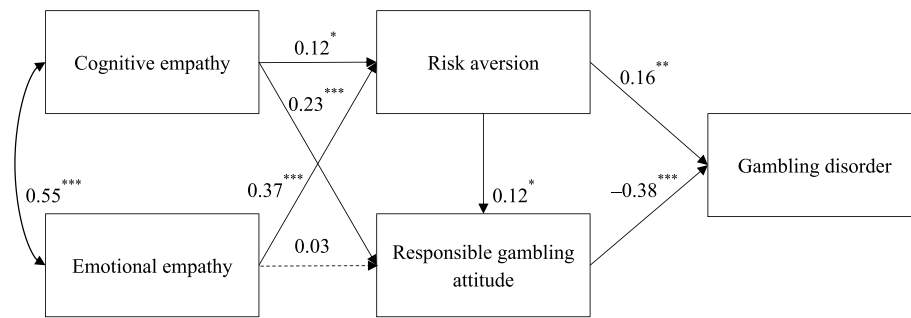 Cognitive empathy
0.12*
Risk aversion
0.16**
0.23***
Gambling disorder
0.55***
0.37***
0.12*
–0.38***
Emotional empathy
0.03
Responsible gambling
attitude